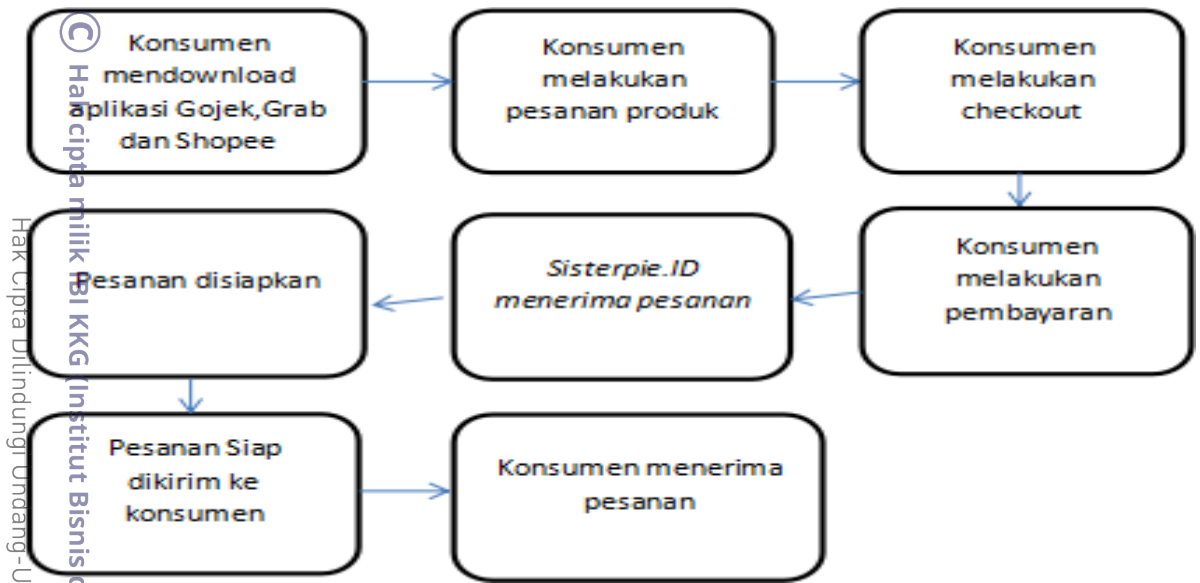 Konsumen
mendownload
aplikasi Gojek,Grab
dan Shopee
Konsumen
melakukan
pesanan produk
Konsumen
melakukan
checkout
Konsumen
melakukan
pembayaran
Sisterpie.ID
menerima pesanan
Pesanan disiapkan
Pesanan Siap
dikirim ke
konsumen
Konsumen menerima
pesanan
© Hak cipta milik IBI KKG (Institut Bisnis
Hak Cipta Dilindungi Undang-U